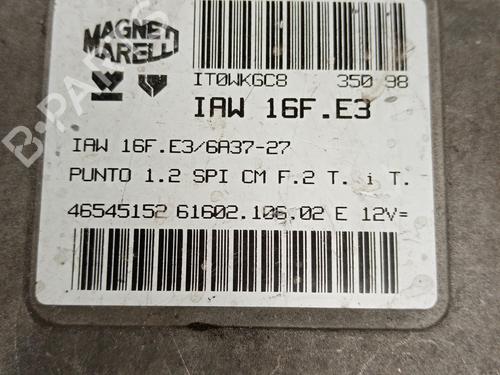 MAGNETI
MARELLI
IT0WKGC8 350 98
IAW 16F.E3
IAW 16F.E3/6A37-27
PUNTO 1.2 SPI CM F.2 T. i T.
46545152 61602.106.02 E 12V=
B-PARTS